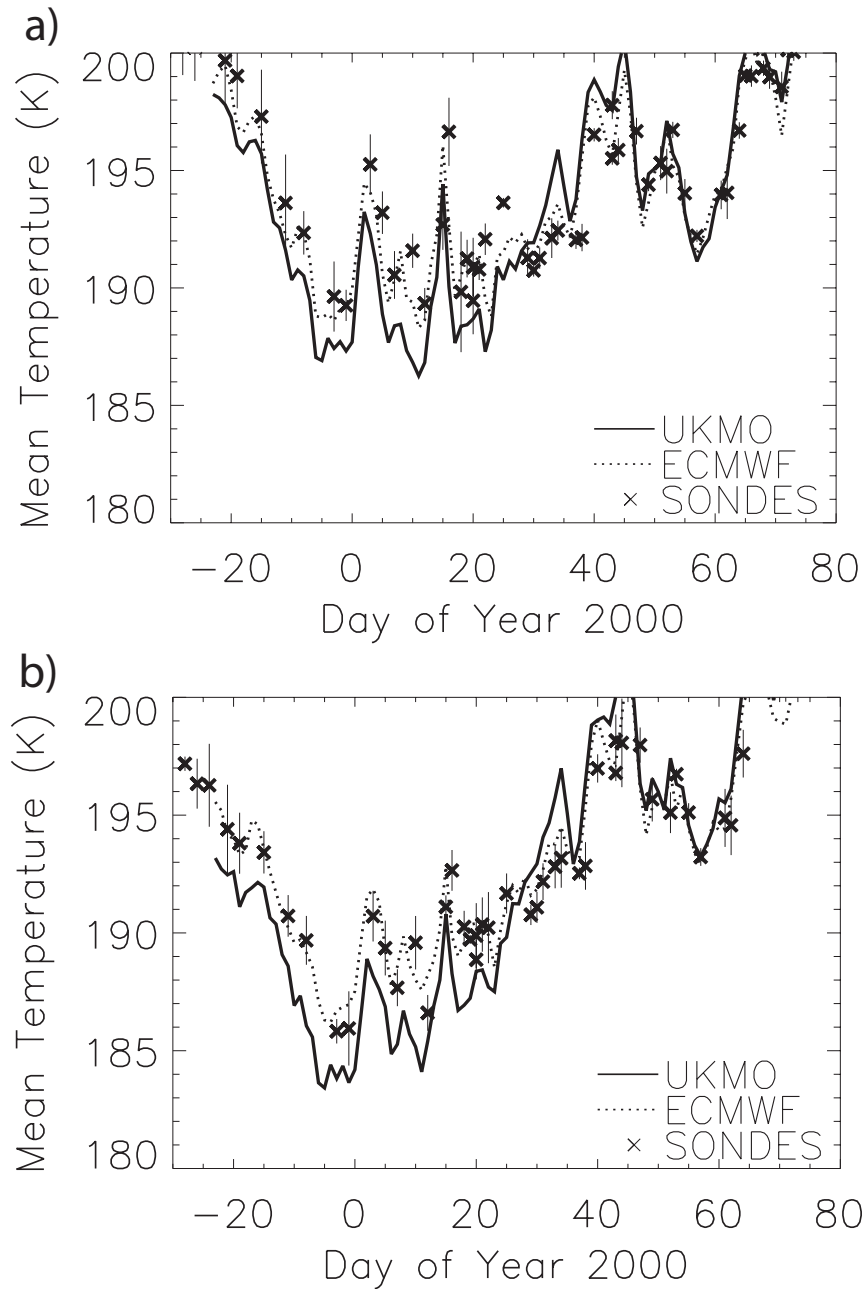 a)
200
195
190
185
180
Mean Temperature (K)
UKMO
ECMWF
SONDES
−20 0 20 40 60 80
Day of Year 2000
b)
200
195
190
185
180
Mean Temperature (K)
UKMO
ECMWF
SONDES
−20 0 20 40 60 80
Day of Year 2000